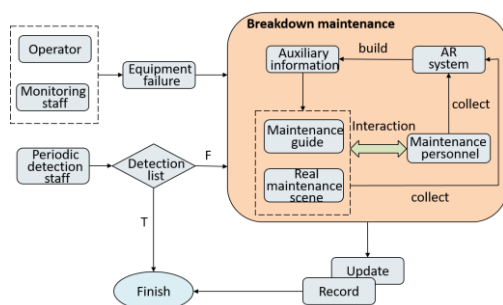 Breakdown maintenance
Operator
Monitoring
staff
Equipment
failure
Auxiliary
information
build
AR
system
collect
Maintenance
guide
Interaction
Maintenance
personnel
Real
maintenance
scene
collect
Periodic
detection
staff
Detection
list
F
T
Update
Record
Finish